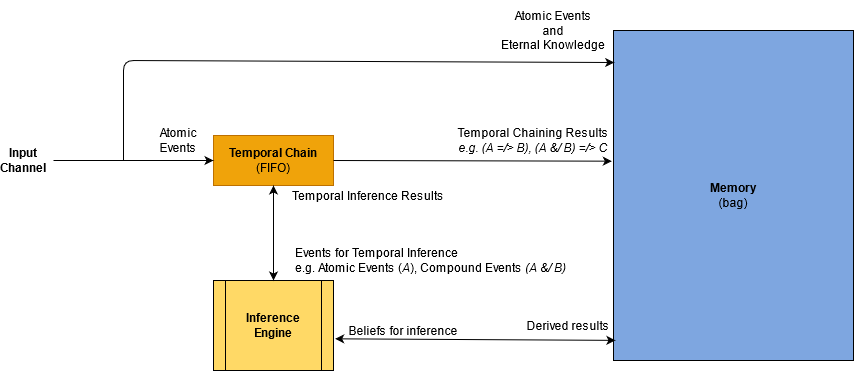 Atomic Events
and
Eternal Knowledge
Input
Channel
Atomic
Events
Temporal Chain
(FIFO)
Temporal Chaining Results
e.g. (A =/> B), (A &/ B) =/> C
Memory
(bag)
Temporal Inference Results
Events for Temporal Inference
e.g. Atomic Events (A), Compound Events (A &/ B)
Inference
Engine
Beliefs for inference
Derived results